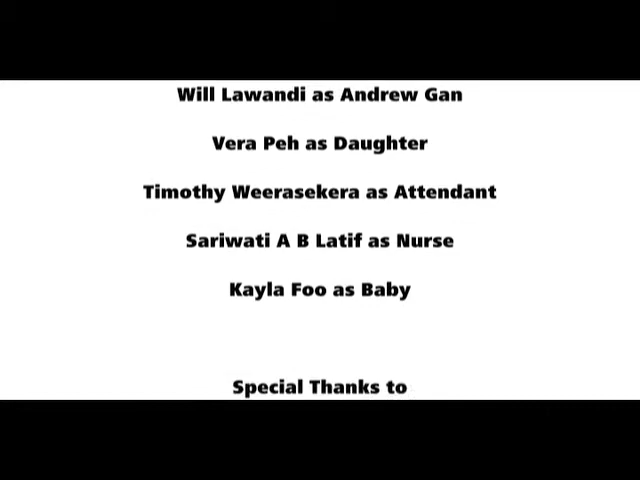 Will Lawandi as Andrew Gan
Vera Peh as Daughter
Timothy Weerasekera as Attendant
Sariwati A B Latif as Nurse
Kayla Foo as Baby
Special Thanks to